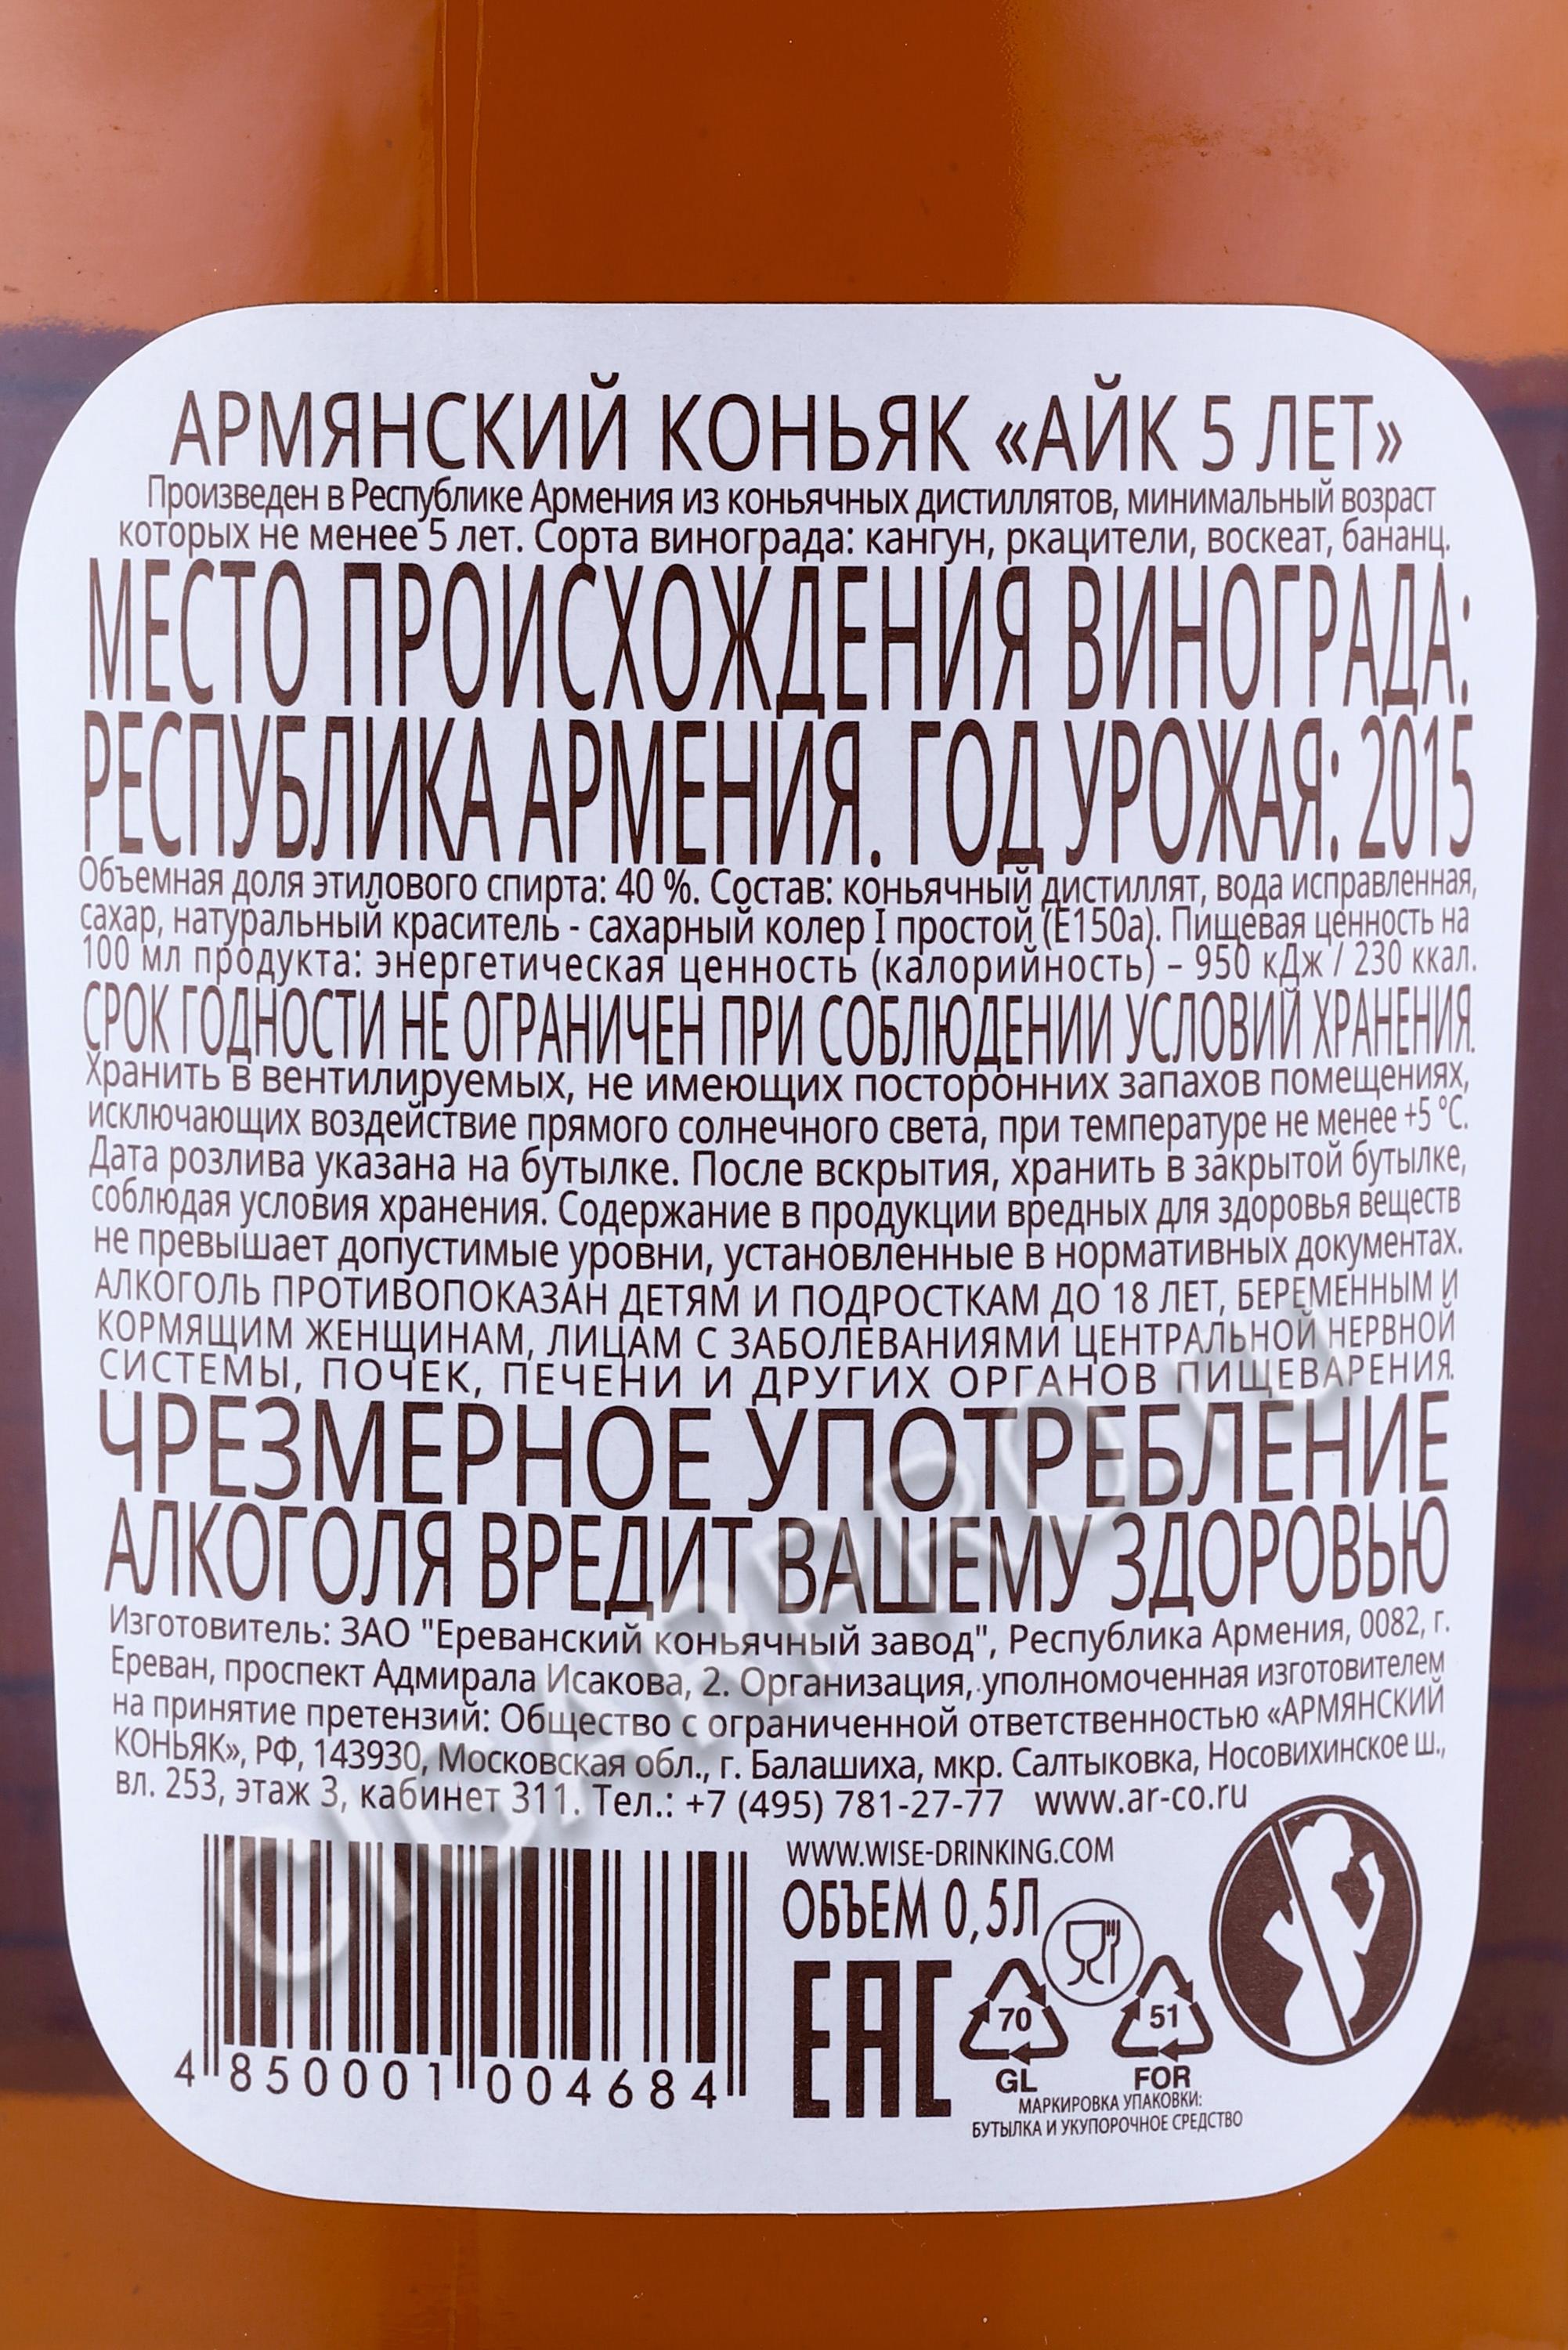 АРМЯНСКИЙ КОНЬЯК «АЙК 5 ЛЕТ»
Произведен в Республике Армения из коньячных дистиллятов, минимальный возраст
которых не менее 5 лет. Сорта винограда: кангун, ркацители, воскеат, бананц.
МЕСТО ПРОИСХОЖДЕНИЯ ВИНОГРАДА:
РЕСПУБЛИКА АРМЕНИЯ. ГОД УРОЖАЯ: 2015
Объемная доля этилового спирта: 40 %. Состав: коньячный дистиллят, вода исправленная,
сахар, натуральный краситель - сахарный колер I простой (Е150а). Пищевая ценность на
100 мл продукта: энергетическая ценность (калорийность) – 950 кДж / 230 ккал.
СРОК ГОДНОСТИ НЕ ОГРАНИЧЕН ПРИ СОБЛЮДЕНИИ УСЛОВИЙ ХРАНЕНИЯ.
Хранить в вентилируемых, не имеющих посторонних запахов помещениях,
исключающих воздействие прямого солнечного света, при температуре не менее +5 °С.
Дата розлива указана на бутылке. После вскрытия, хранить в закрытой бутылке,
соблюдая условия хранения. Содержание в продукции вредных для здоровья веществ
не превышает допустимые уровни, установленные в нормативных документах.
АЛКОГОЛЬ ПРОТИВОПОКАЗАН ДЕТЯМ И ПОДРОСТКАМ ДО 18 ЛЕТ, БЕРЕМЕННЫМ И
КОРМЯЩИМ ЖЕНЩИНАМ, ЛИЦАМ С ЗАБОЛЕВАНИЯМИ ЦЕНТРАЛЬНОЙ НЕРВНОЙ
СИСТЕМЫ, ПОЧЕК, ПЕЧЕНИ И ДРУГИХ ОРГАНОВ ПИЩЕВАРЕНИЯ.
ЧРЕЗМЕРНОЕ УПОТРЕБЛЕНИЕ
АЛКОГОЛЯ ВРЕДИТ ВАШЕМУ ЗДОРОВЬЮ
Изготовитель: ЗАО "Ереванский коньячный завод", Республика Армения, 0082, г.
Ереван, проспект Адмирала Исакова, 2. Организация, уполномоченная изготовителем
на принятие претензий: Общество с ограниченной ответственностью «АРМЯНСКИЙ
КОНЬЯК», РФ, 143930, Московская обл., г. Балашиха, мкр. Салтыковка, Носовихинское ш.,
вл. 253, этаж 3, кабинет 311. Тел.: +7 (495) 781-27-77 www.ar-co.ru
WWW.WISE-DRINKING.COM
ОБЪЕМ 0,5Л
EAC
70
GL
51
FOR
МАРКИРОВКА УПАКОВКИ:
БУТЫЛКА И УКУПОРОЧНОЕ СРЕДСТВО
4 850001 004684
CIGARPRO.ru